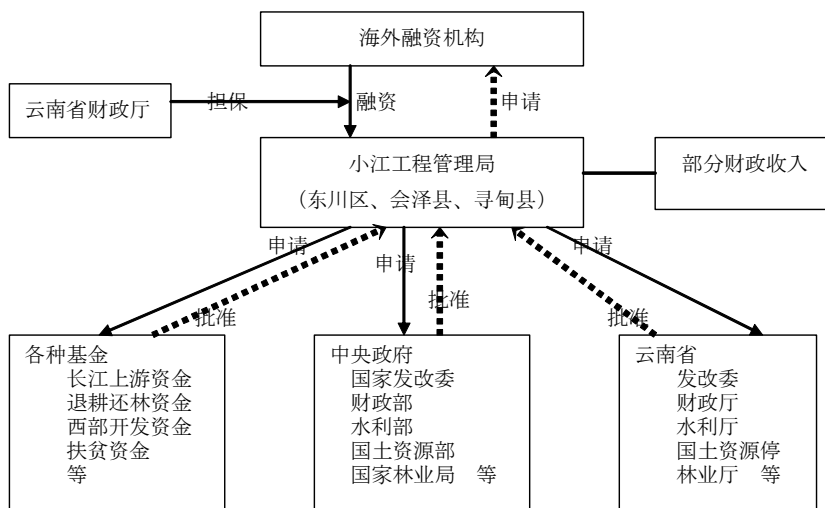 海外融资机构
云南省财政厅
担保
融资
申请
小江工程管理局
（东川区、会泽县、寻甸县）
部分财政收入
申请
申请
申请
批准
批准
批准
各种基金
长江上游资金
退耕还林资金
西部开发资金
扶贫资金
等
中央政府
国家发改委
财政部
水利部
国土资源部
国家林业局 等
云南省
发改委
财政厅
水利厅
国土资源停
林业厅 等